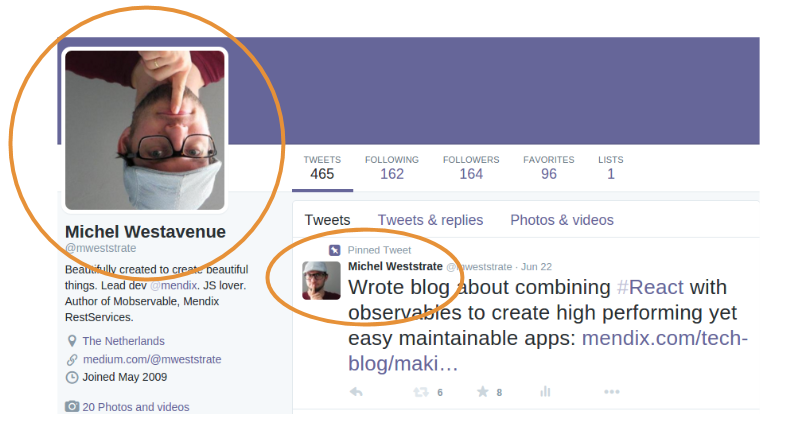 TWEETS FOLLOWING FOLLOWERS FAVORITES LISTS
465 162 164 96 1
Michel Westavenue
@mweststrate
Beautifully created to create beautiful
things. Lead dev @mendix. JS lover.
Author of Mobservable, Mendix
RestServices.
The Netherlands
medium.com/@mweststrate
Joined May 2009
20 Photos and videos
Tweets Tweets & replies Photos & videos
Pinned Tweet
Michel Weststrate @mweststrate · Jun 22
Wrote blog about combining #React with
observables to create high performing yet
easy maintainable apps: mendix.com/tech-
blog/maki…
6 8